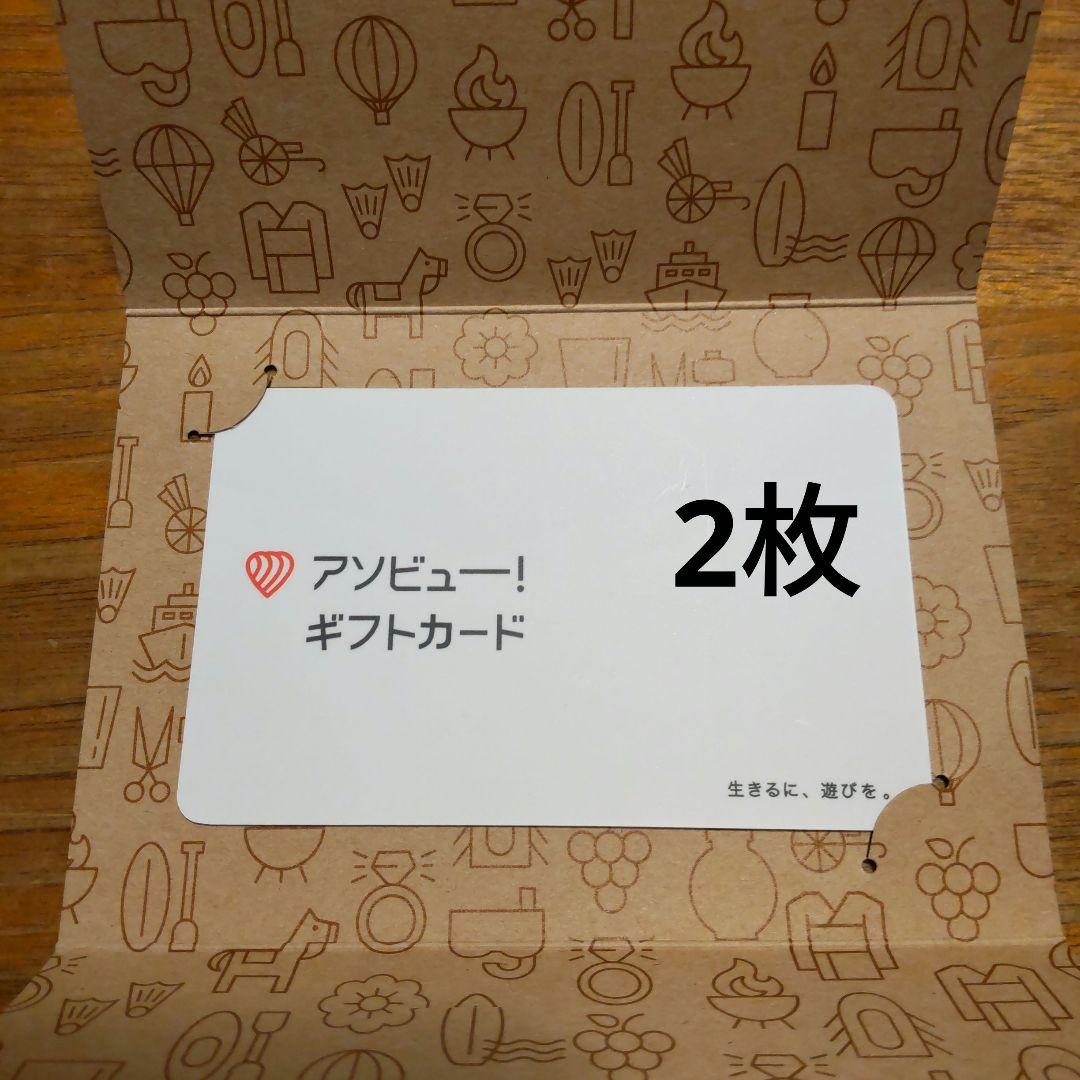 2枚
アソビュー!
ギフトカード
生きるに、遊びを。